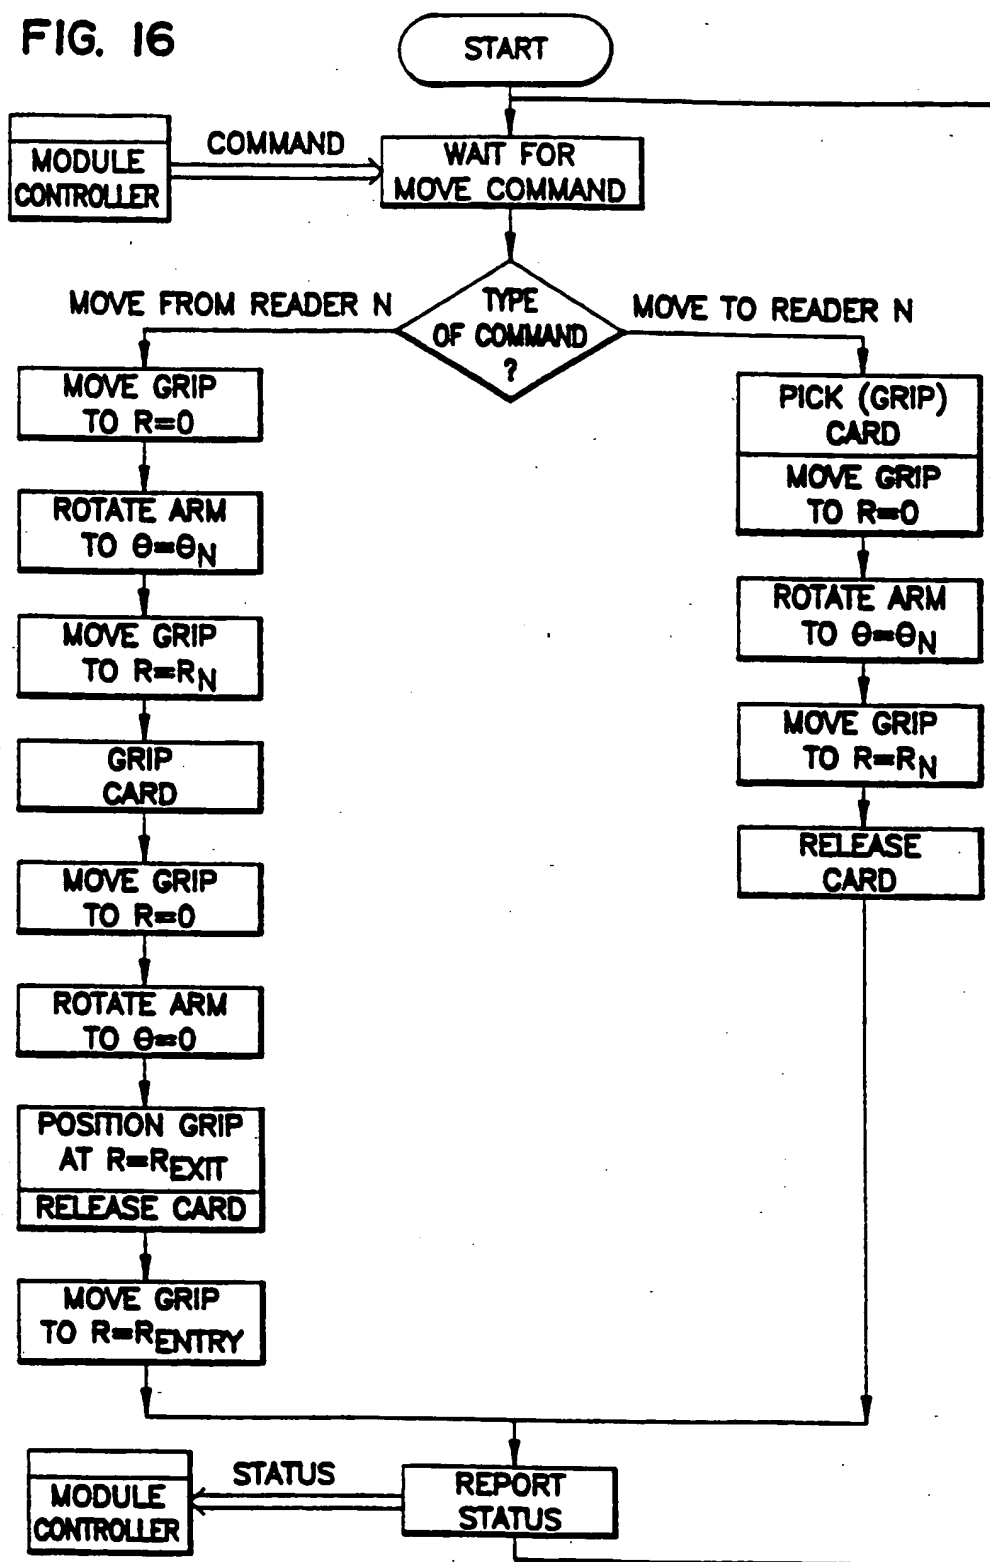 FIG. 16
START
MODULE
CONTROLLER
COMMAND
WAIT FOR
MOVE COMMAND
TYPE
OF COMMAND
?
MOVE FROM READER N
MOVE GRIP
TO R=0
ROTATE ARM
TO θ=θN
MOVE GRIP
TO R=RN
GRIP
CARD
MOVE GRIP
TO R=0
ROTATE ARM
TO θ=0
POSITION GRIP
AT R=REXIT
RELEASE CARD
MOVE GRIP
TO R=RENTRY
MOVE TO READER N
PICK (GRIP)
CARD
MOVE GRIP
TO R=0
ROTATE ARM
TO θ=θN
MOVE GRIP
TO R=RN
RELEASE
CARD
REPORT
STATUS
STATUS
MODULE
CONTROLLER